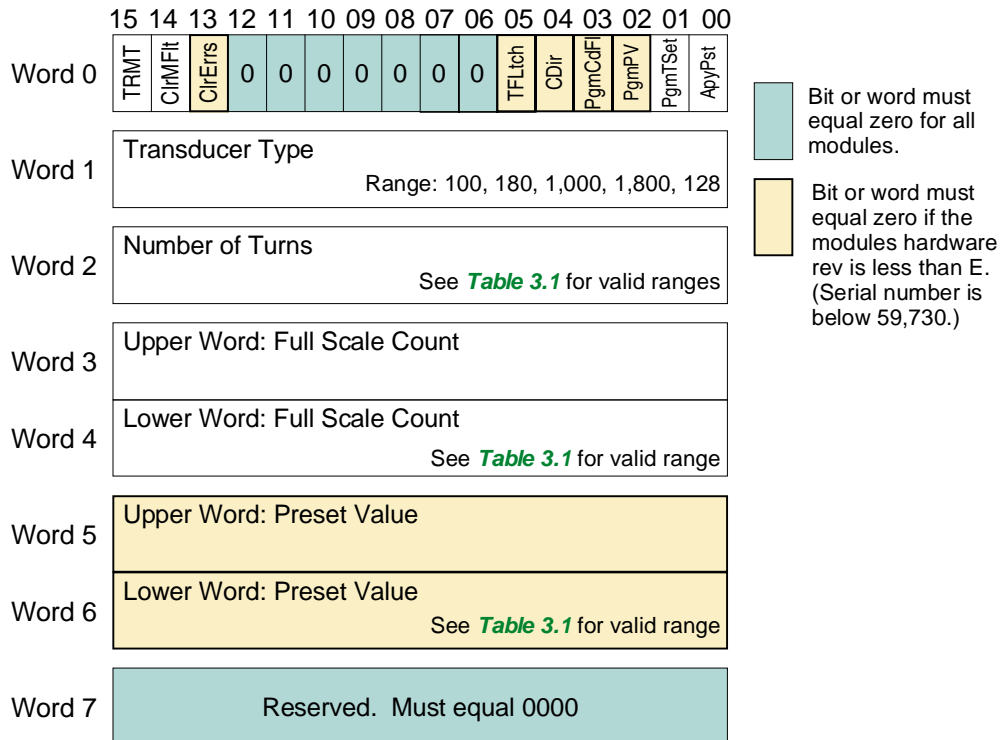 15 14 13 12 11 10 09 08 07 06 05 04 03 02 01 00
Word 0
TRMT ClrMFlt ClrErrs 0 0 0 0 0 0 0 TFLtch CDir PgmCdFl PgmPV PgmTSet ApyPst
Word 1
Transducer Type
Range: 100, 180, 1,000, 1,800, 128
Word 2
Number of Turns
See Table 3.1 for valid ranges
Word 3
Upper Word: Full Scale Count
Word 4
Lower Word: Full Scale Count
See Table 3.1 for valid range
Word 5
Upper Word: Preset Value
Word 6
Lower Word: Preset Value
See Table 3.1 for valid range
Word 7
Reserved. Must equal 0000
Bit or word must
equal zero for all
modules.
Bit or word must
equal zero if the
modules hardware
rev is less than E.
(Serial number is
below 59,730.)